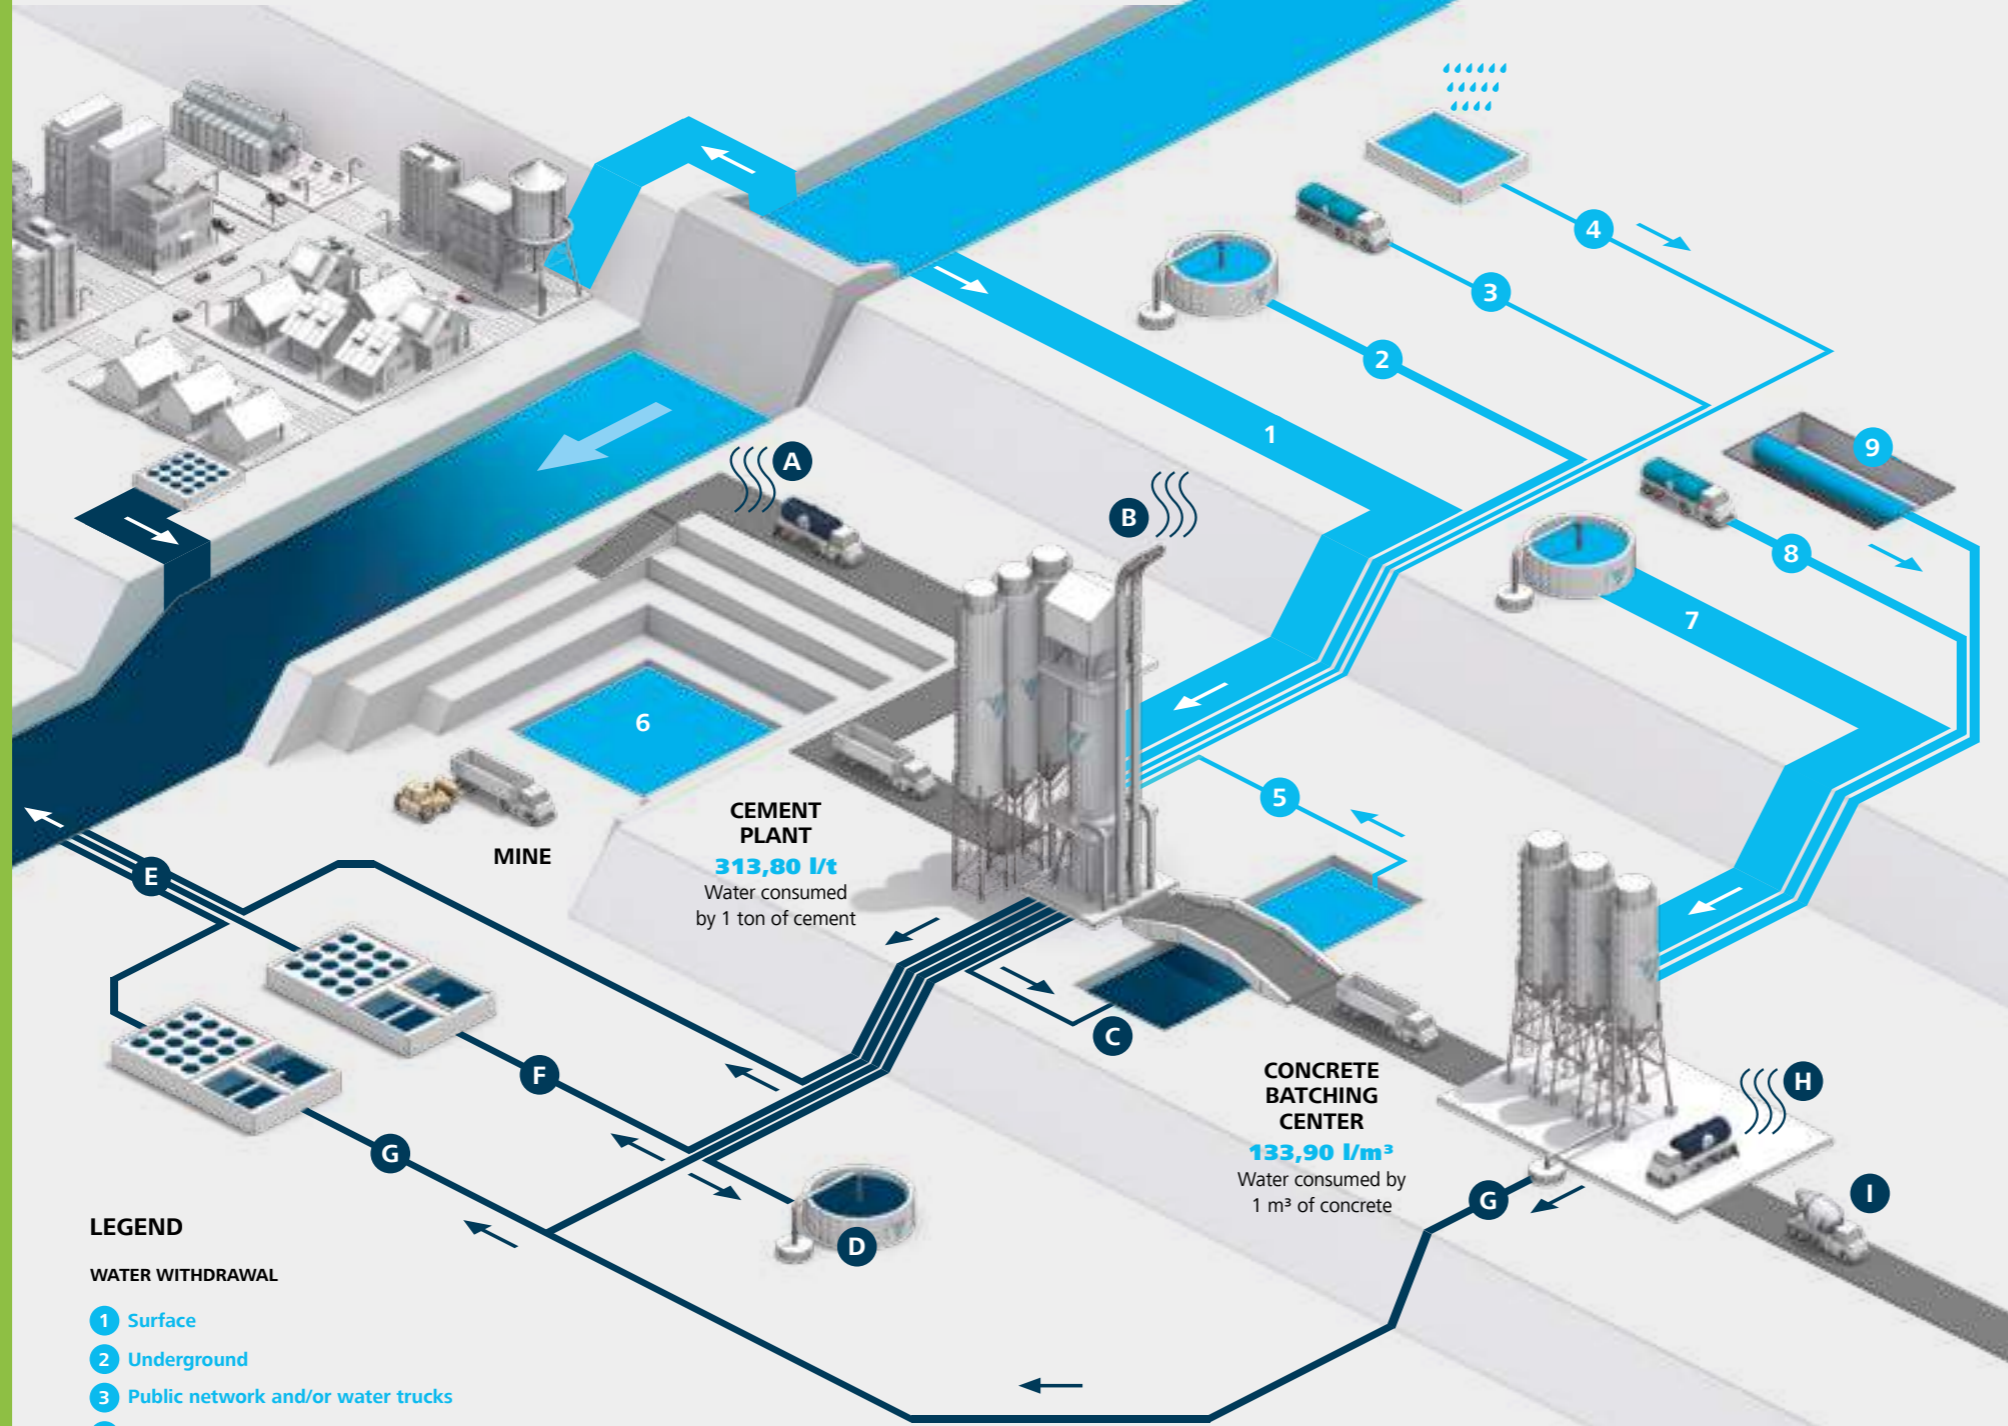 4
3
2
1
9
8
7
A
B
6
5
CEMENT
PLANT
313,80 l/t
Water consumed
by 1 ton of cement
MINE
E
F
G
C
D
CONCRETE
BATCHING
CENTER
133,90 l/m³
Water consumed by
1 m³ of concrete
H
G
I
LEGEND
WATER WITHDRAWAL
1 Surface
2 Underground
3 Public network and/or water trucks